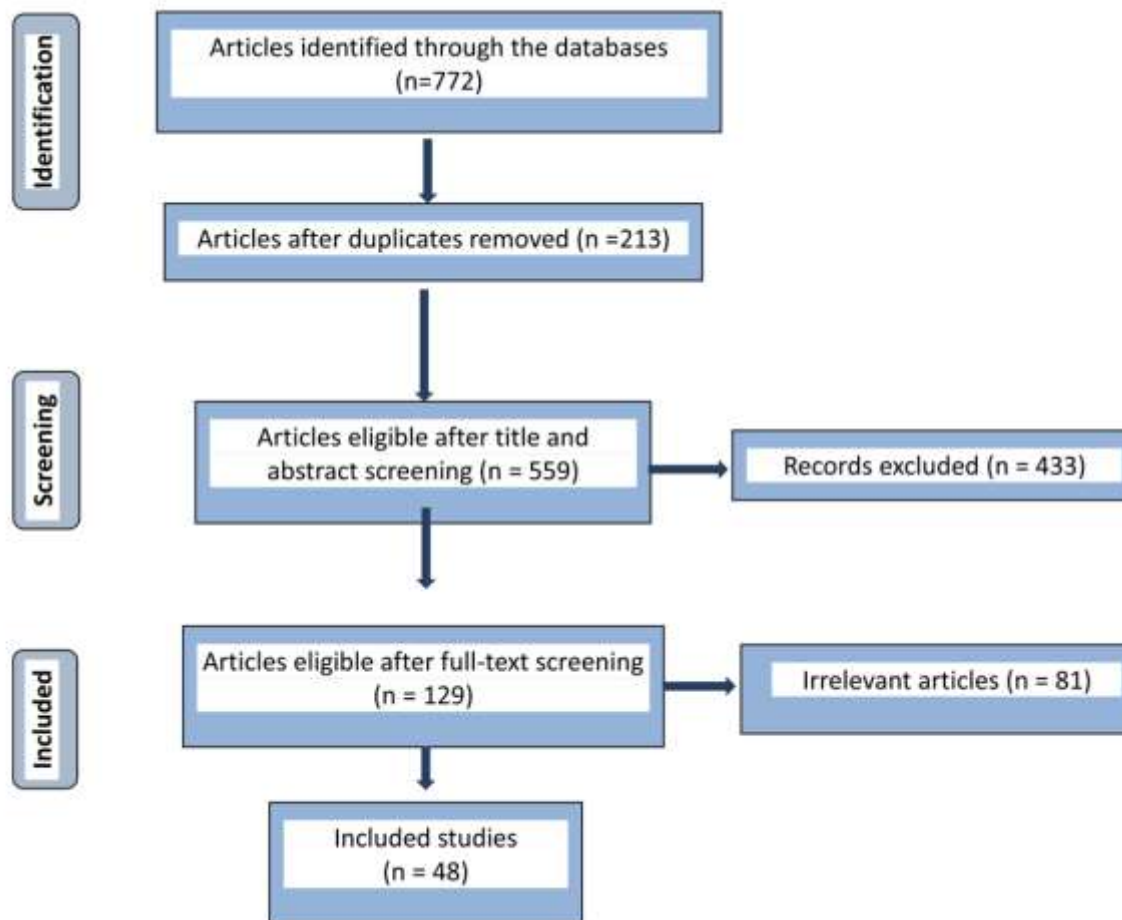 Identification
Articles identified through the databases
(n=772)
Articles after duplicates removed (n =213)
Screening
Articles eligible after title and
abstract screening (n = 559)
Records excluded (n = 433)
Included
Articles eligible after full-text screening
(n = 129)
Irrelevant articles (n = 81)
Included studies
(n = 48)